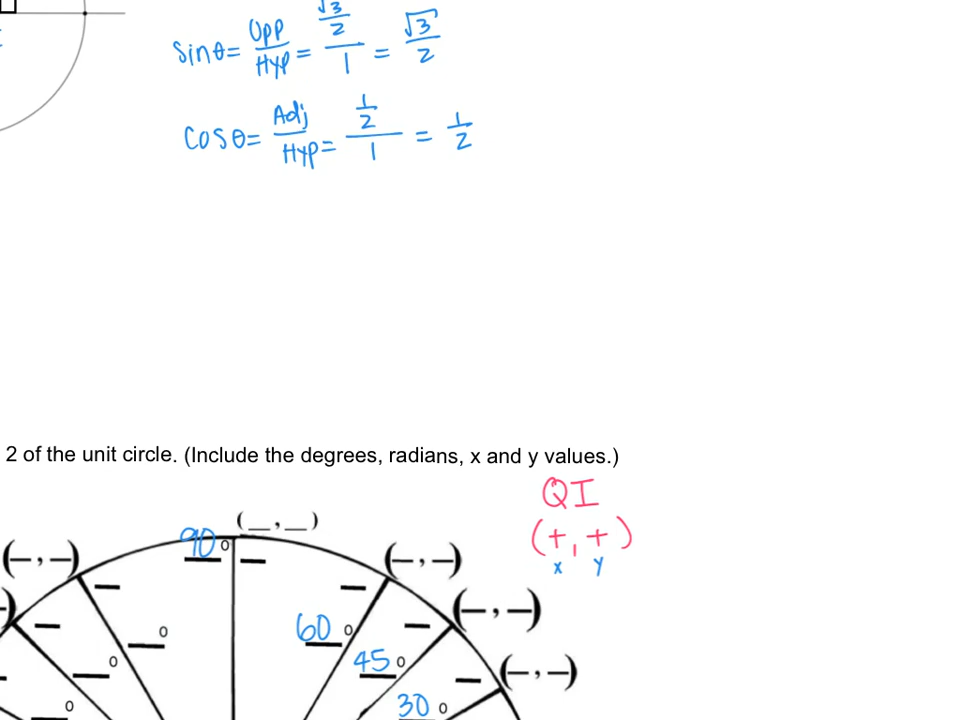 Sinθ= Opp/Hyp = (√3/2)/1 = √3/2
Cosθ= Adj/Hyp = (1/2)/1 = 1/2
2 of the unit circle. (Include the degrees, radians, x and y values.)
QI
(+,+)
x y
(_,_)
90°
(_,_) (_,_)
(_,_)
60° °
45° °
(_,_)
30° °